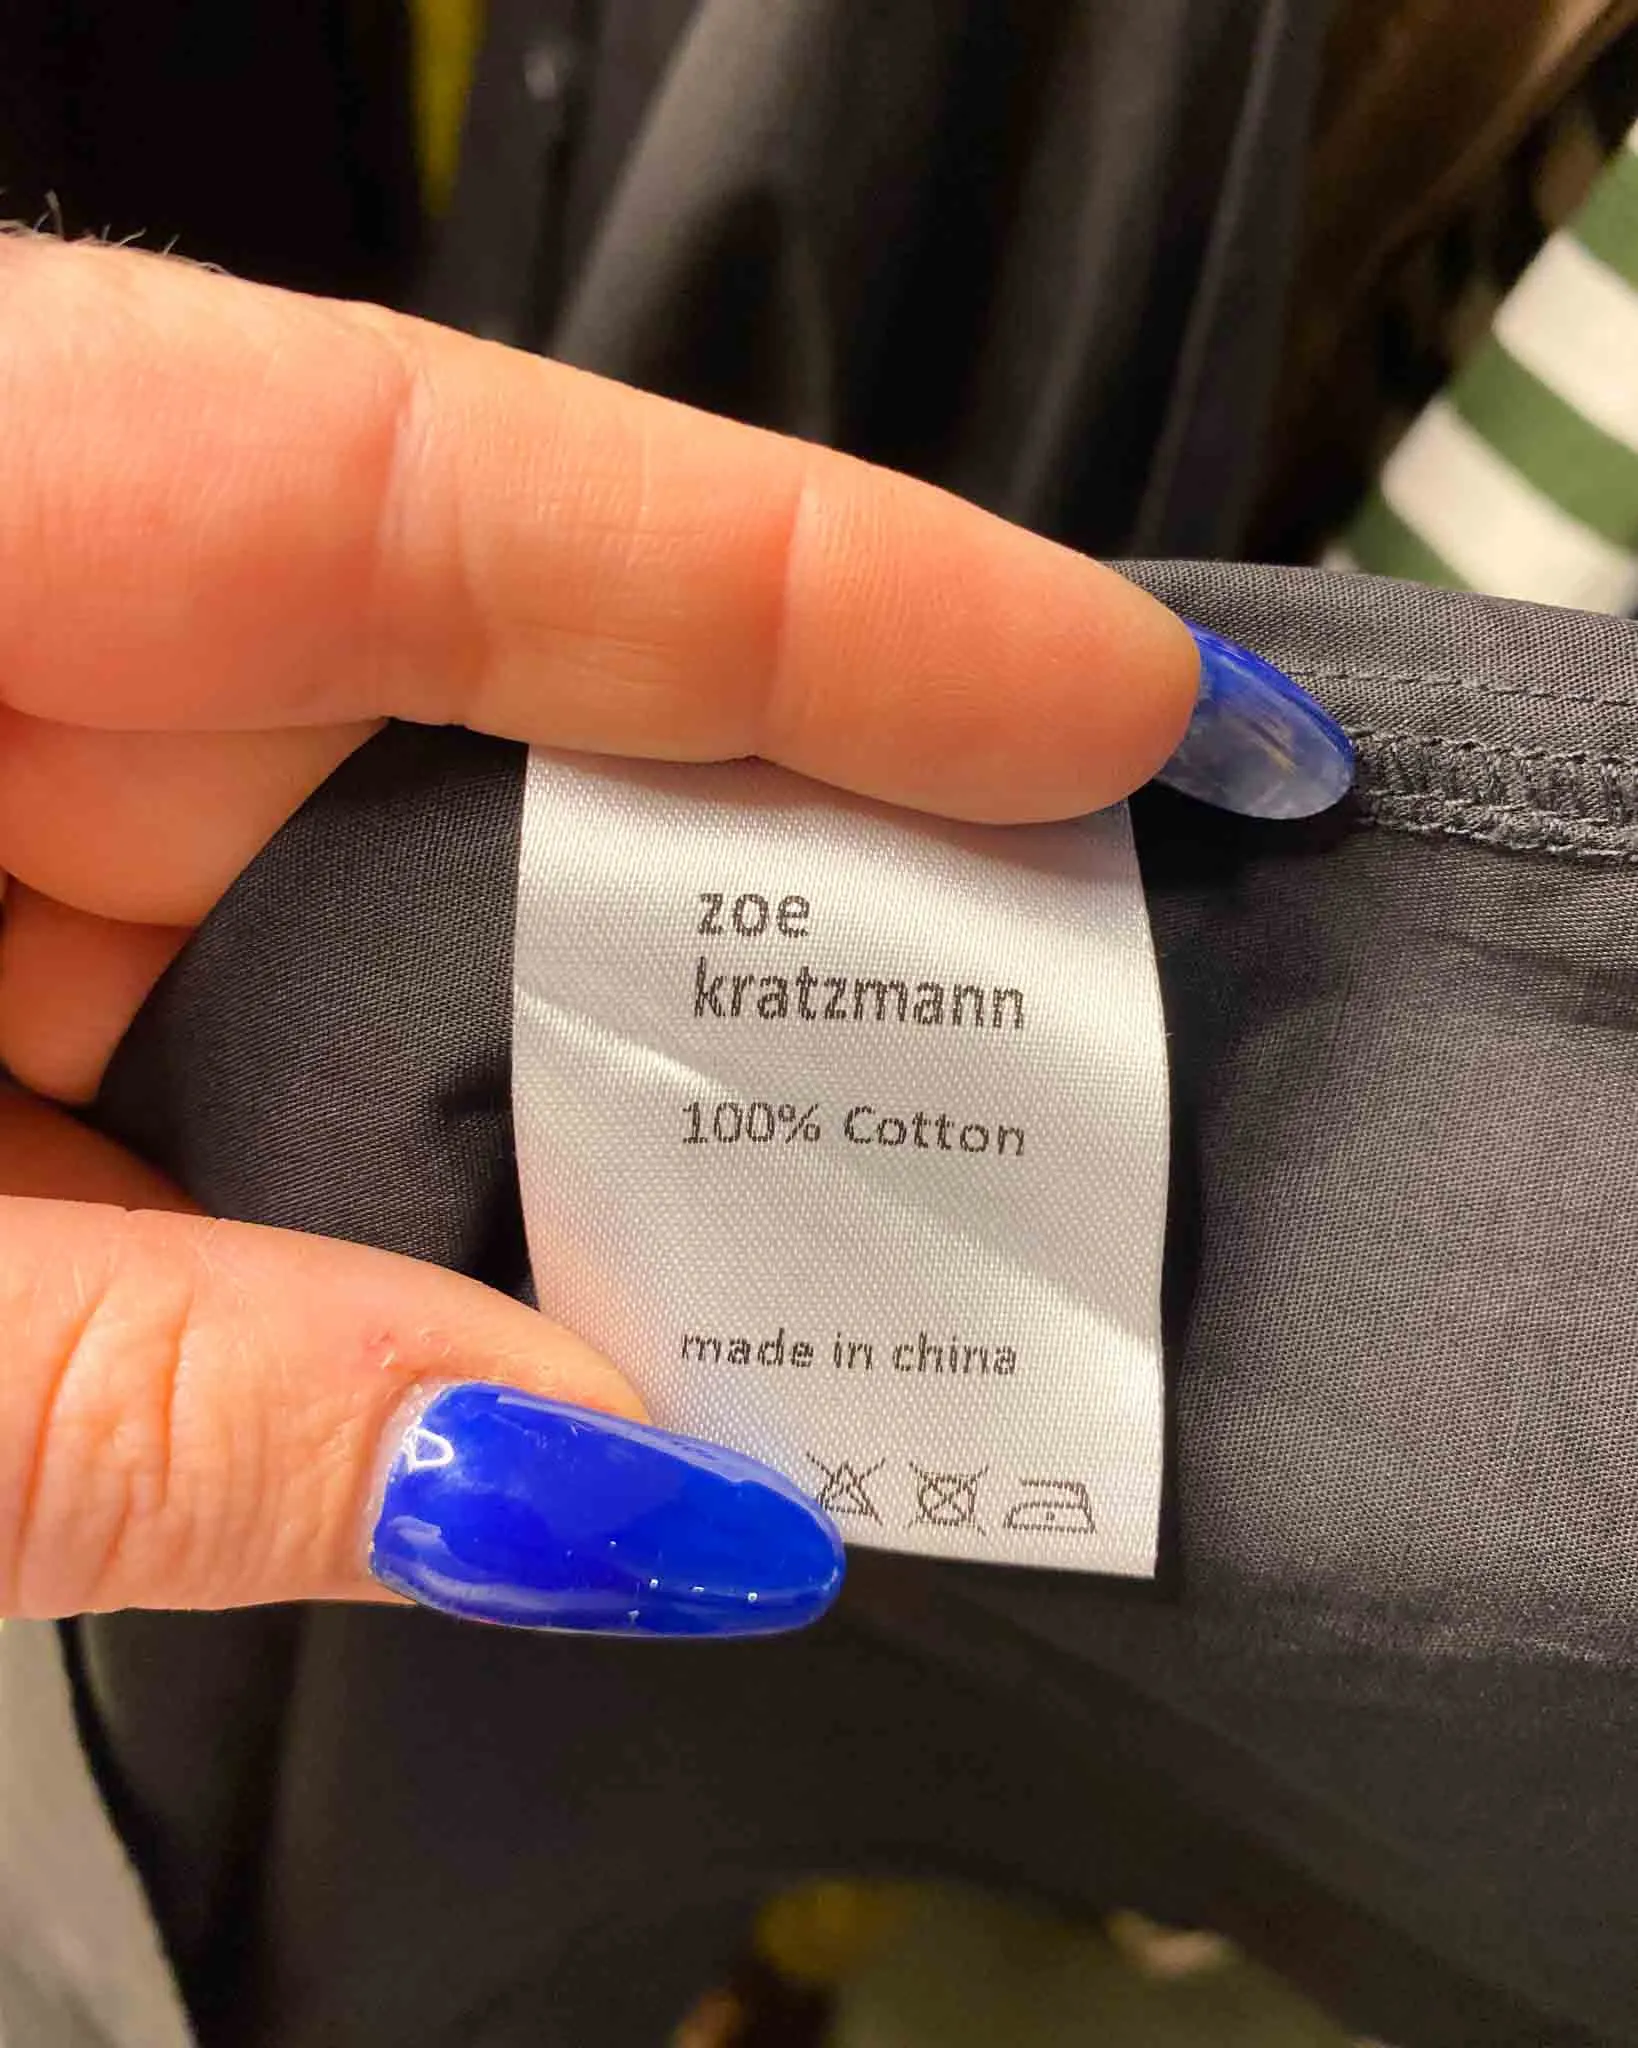 zoe
kratzmann
100% Cotton
made in china